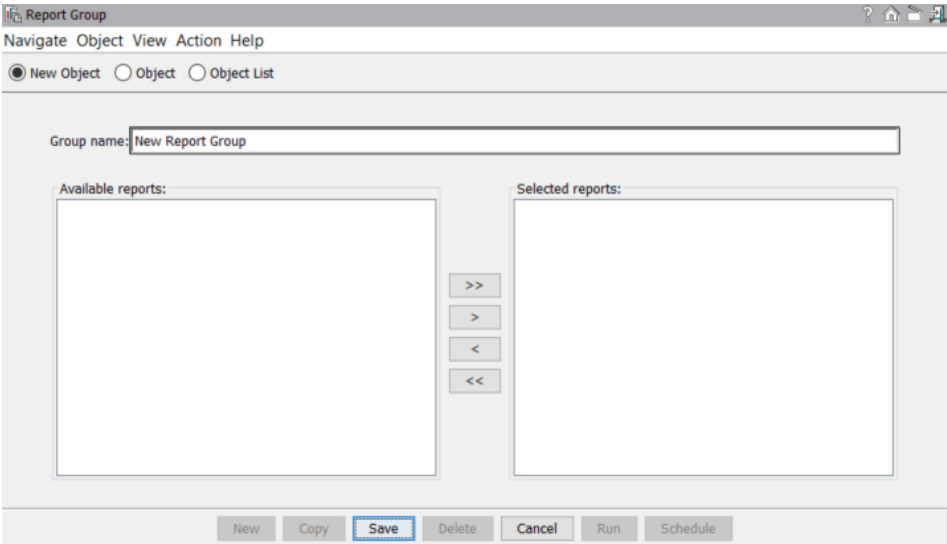 Report Group
Navigate Object View Action Help
New Object Object Object List
Group name: New Report Group
Available reports: Selected reports:
>>
>
<
<<
New Copy Save Delete Cancel Run Schedule